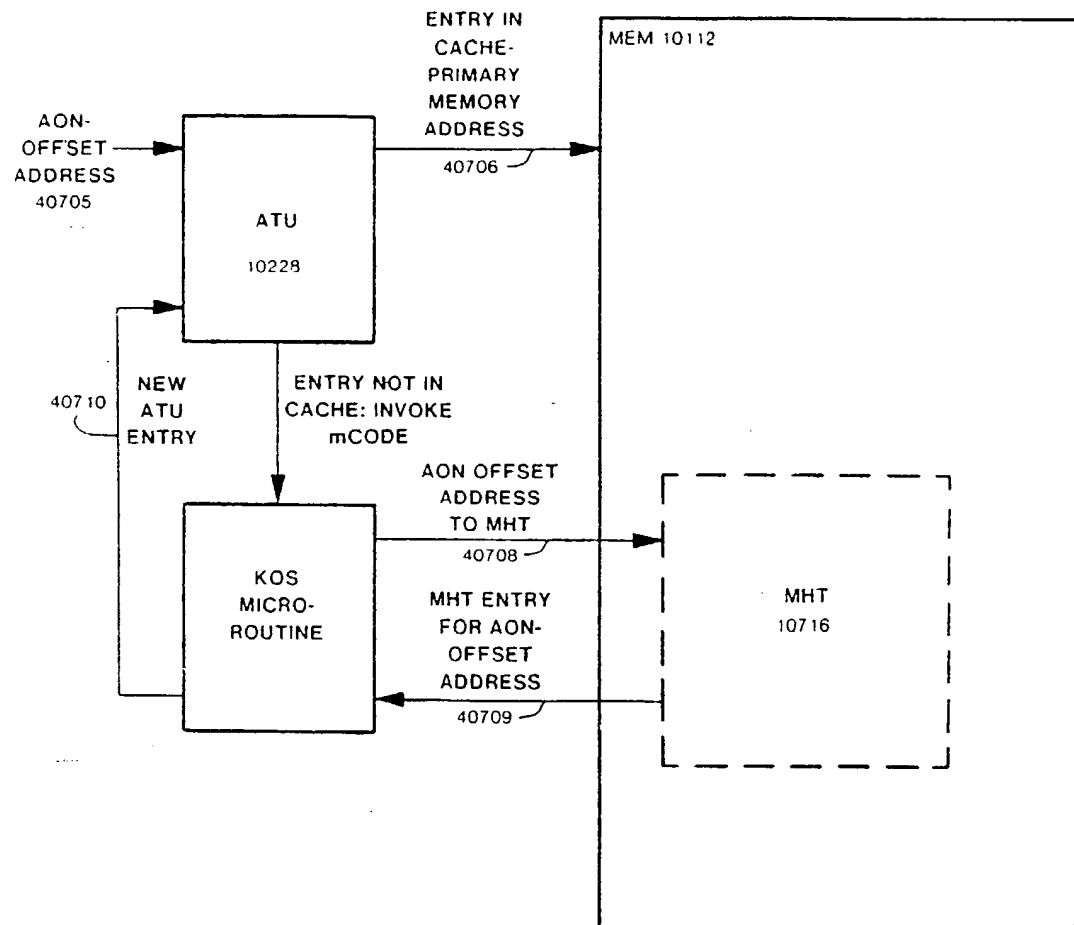 ENTRY IN
CACHE-
PRIMARY
MEMORY
ADDRESS
40706
MEM 10112
AON-
OFFSET
ADDRESS
40705
ATU
10228
40710
NEW
ATU
ENTRY
ENTRY NOT IN
CACHE: INVOKE
mCODE
AON OFFSET
ADDRESS
TO MHT
40708
KOS
MICRO-
ROUTINE
MHT ENTRY
FOR AON-
OFFSET
ADDRESS
40709
MHT
10716